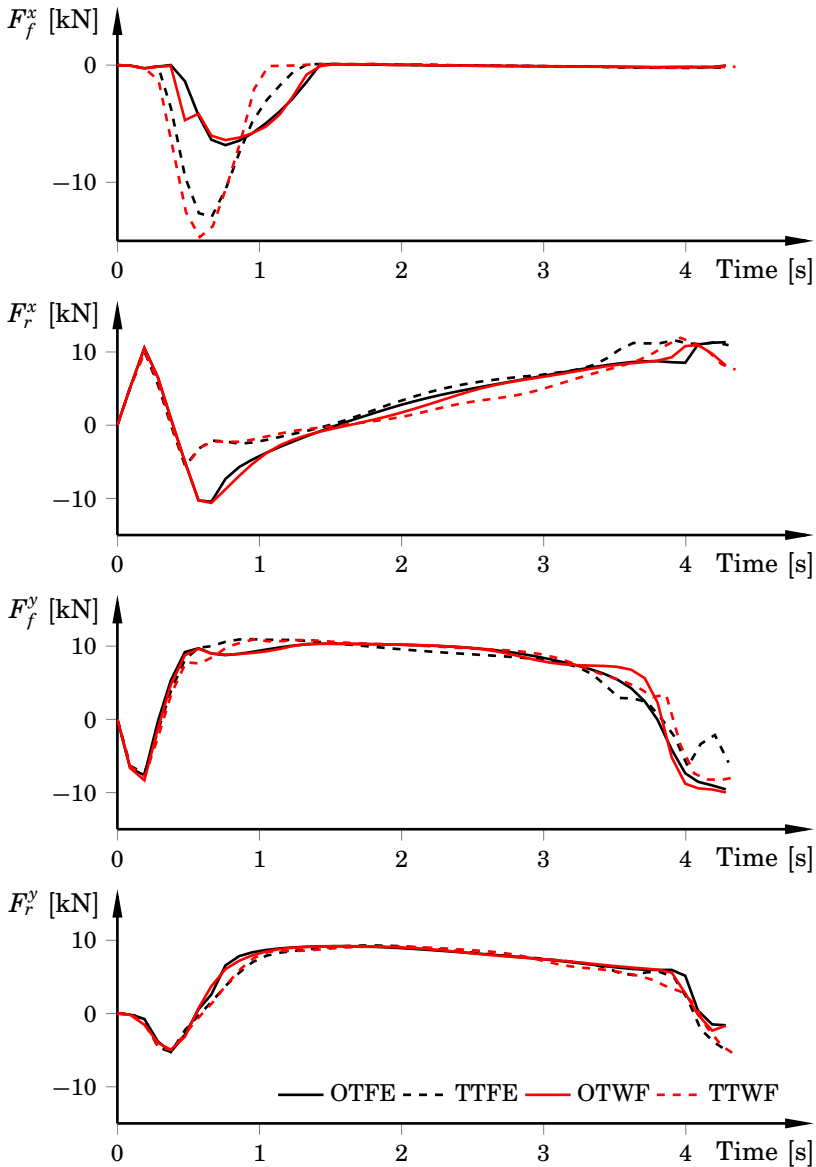 F_f^x [kN]
0
−10
0 1 2 3 4 Time [s]
F_r^x [kN]
10
0
−10
0 1 2 3 4 Time [s]
F_f^y [kN]
10
0
−10
0 1 2 3 4 Time [s]
F_r^y [kN]
10
0
−10
OTFE TTFE OTWF TTWF
0 1 2 3 4 Time [s]